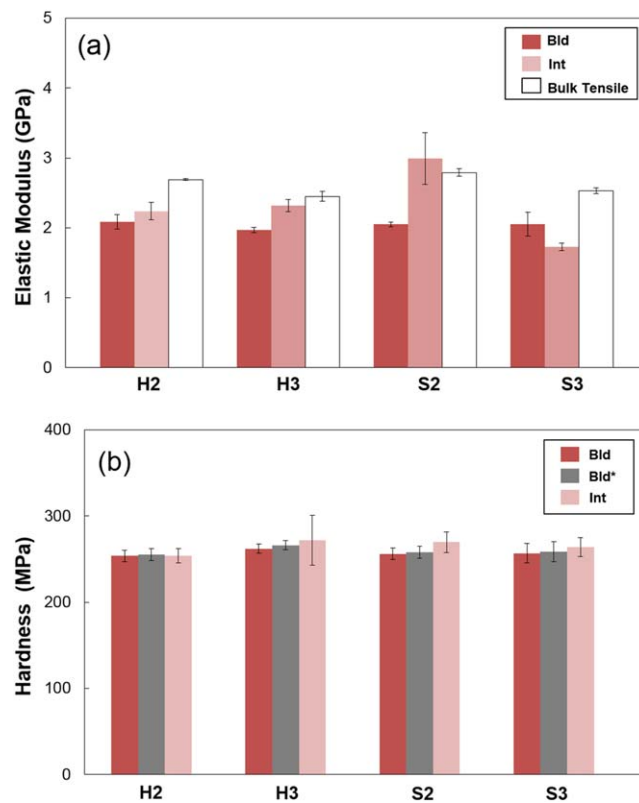 (a)
Bld
Int
Bulk Tensile
Elastic Modulus (GPa)
5
4
3
2
1
0
H2 H3 S2 S3
(b)
Bld
Bld*
Int
Hardness (MPa)
400
300
200
100
0
H2 H3 S2 S3